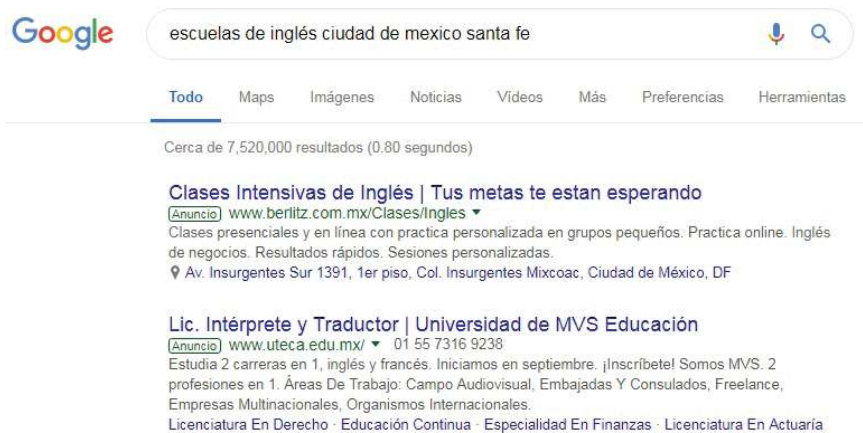 Google escuelas de inglés ciudad de mexico santa fe
Todo Maps Imágenes Noticias Vídeos Más Preferencias Herramientas
Cerca de 7,520,000 resultados (0.80 segundos)
Clases Intensivas de Inglés | Tus metas te estan esperando
Anuncio www.berlitz.com.mx/Clases/Ingles
Clases presenciales y en línea con practica personalizada en grupos pequeños. Practica online. Inglés
de negocios. Resultados rápidos. Sesiones personalizadas.
Av. Insurgentes Sur 1391, 1er piso, Col. Insurgentes Mixcoac, Ciudad de México, DF
Lic. Intérprete y Traductor | Universidad de MVS Educación
Anuncio www.uteca.edu.mx/ 01 55 7316 9238
Estudia 2 carreras en 1, inglés y francés. Iniciamos en septiembre. ¡Inscríbete! Somos MVS. 2
profesiones en 1. Áreas De Trabajo: Campo Audiovisual, Embajadas Y Consulados, Freelance,
Empresas Multinacionales, Organismos Internacionales.
Licenciatura En Derecho · Educación Continua · Especialidad En Finanzas · Licenciatura En Actuaría